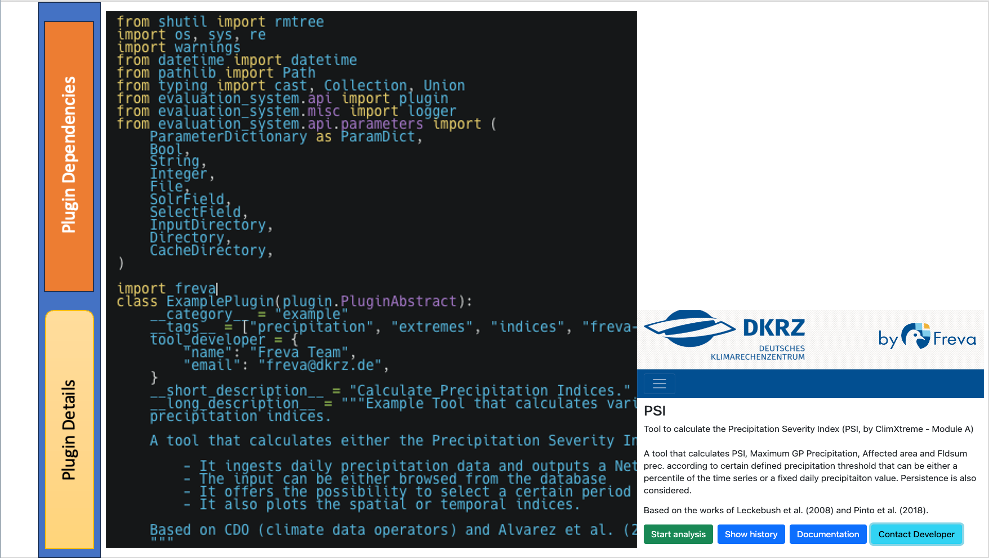 Plugin Dependencies
from shutil import rmtree
import os, sys, re
import warnings
from datetime import datetime
from pathlib import Path
from typing import cast, Collection, Union
from evaluation_system.api import plugin
from evaluation_system.misc import logger
from evaluation_system.api.parameters import (
ParameterDictionary as ParamDict,
Bool,
String,
Integer,
File,
SolrField,
SelectField,
InputDirectory,
Directory,
CacheDirectory,
)
import freva
Plugin Details
class ExamplePlugin(plugin.PluginAbstract):
__category__ = "example"
__tags__ = ["precipitation", "extremes", "indices", "freva-
tool_developer = {
"name": "Freva Team",
"email": "freva@dkrz.de",
}
__short_description__ = "Calculate Precipitation Indices."
__long_description__ = """Example Tool that calculates vari
precipitation indices.
A tool that calculates either the Precipitation Severity In
- It ingests daily precipitation data and outputs a Net
- The input can be either browsed from the database
- It offers the possibility to select a certain period
- It also plots the spatial or temporal indices.
Based on CDO (climate data operators) and Alvarez et al. (2
"""
DKRZ
DEUTSCHES
KLIMARECHENZENTRUM
by Freva
PSI
Tool to calculate the Precipitation Severity Index (PSI, by ClimXtreme - Module A)
A tool that calculates PSI, Maximum GP Precipitation, Affected area and Fldsum
prec. according to certain defined precipitation threshold that can be either a
percentile of the time series or a fixed daily precipitaiton value. Persistence is also
considered.
Based on the works of Leckebush et al. (2008) and Pinto et al. (2018).
Start analysis Show history Documentation Contact Developer